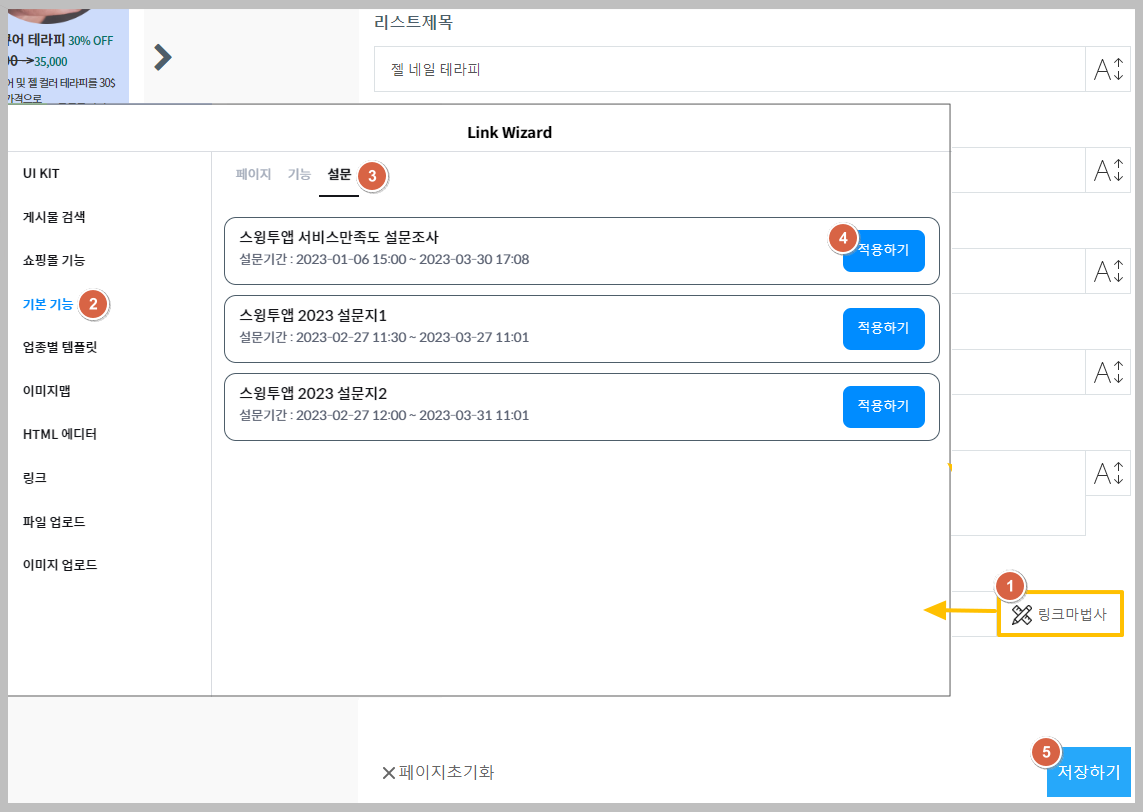 리스트제목
어 테라피 30% OFF
00->35,000
어 및 젤 컬러 테라피를 30$
가격으로
젤 네일 테라피
Link Wizard
UI KIT
게시물 검색
쇼핑몰 기능
기본 기능 2
업종별 템플릿
이미지맵
HTML 에디터
링크
파일 업로드
이미지 업로드
페이지 기능 설문 3
스윙투앱 서비스만족도 설문조사
설문기간 : 2023-01-06 15:00 ~ 2023-03-30 17:08
4 적용하기
스윙투앱 2023 설문지1
설문기간 : 2023-02-27 11:30 ~ 2023-03-27 11:01
적용하기
스윙투앱 2023 설문지2
설문기간 : 2023-02-27 12:00 ~ 2023-03-31 11:01
적용하기
A
A
A
A
A
1
링크마법사
페이지초기화
5
저장하기